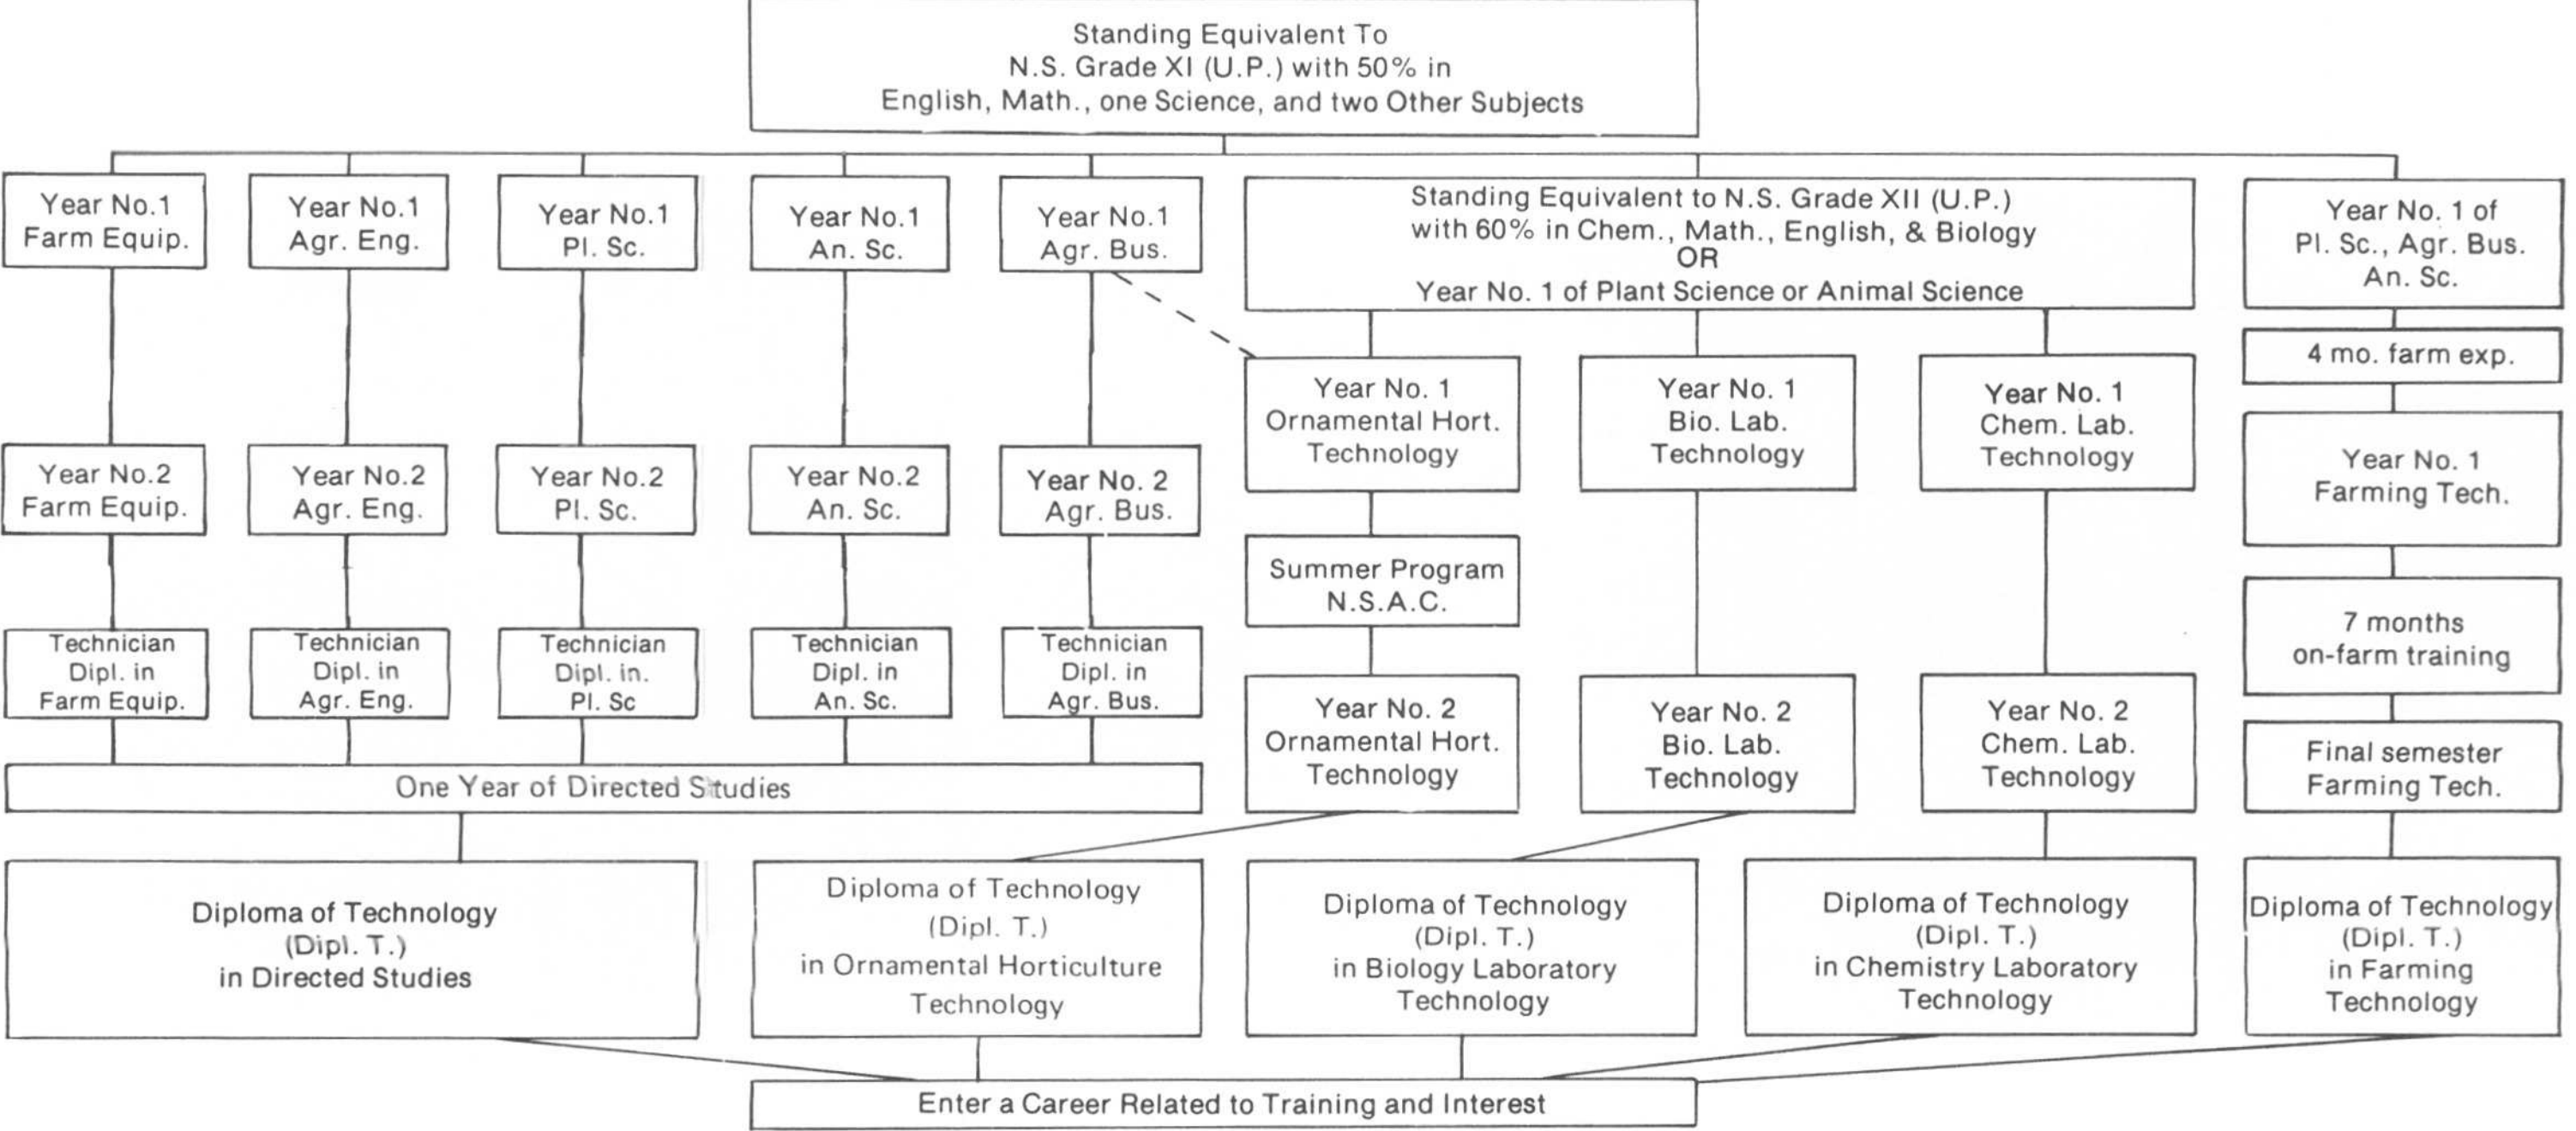 Standing Equivalent To
N.S. Grade XI (U.P.) with 50% in
English, Math., one Science, and two Other Subjects
Year No.1
Farm Equip.
Year No.1
Agr. Eng.
Year No.1
Pl. Sc.
Year No.1
An. Sc.
Year No.1
Agr. Bus.
Standing Equivalent to N.S. Grade XII (U.P.)
with 60% in Chem., Math., English, & Biology
OR
Year No. 1 of Plant Science or Animal Science
Year No. 1 of
Pl. Sc., Agr. Bus.
An. Sc.
4 mo. farm exp.
Year No. 1
Ornamental Hort.
Technology
Year No. 1
Bio. Lab.
Technology
Year No. 1
Chem. Lab.
Technology
Year No. 1
Farming Tech.
Year No.2
Farm Equip.
Year No.2
Agr. Eng.
Year No.2
Pl. Sc.
Year No.2
An. Sc.
Year No. 2
Agr. Bus.
Summer Program
N.S.A.C.
7 months
on-farm training
Technician
Dipl. in
Farm Equip.
Technician
Dipl. in
Agr. Eng.
Technician
Dipl. in.
Pl. Sc
Technician
Dipl. in
An. Sc.
Technician
Dipl. in
Agr. Bus.
Year No. 2
Ornamental Hort.
Technology
Year No. 2
Bio. Lab.
Technology
Year No. 2
Chem. Lab.
Technology
Final semester
Farming Tech.
One Year of Directed Studies
Diploma of Technology
(Dipl. T.)
in Directed Studies
Diploma of Technology
(Dipl. T.)
in Ornamental Horticulture
Technology
Diploma of Technology
(Dipl. T.)
in Biology Laboratory
Technology
Diploma of Technology
(Dipl. T.)
in Chemistry Laboratory
Technology
Diploma of Technology
(Dipl. T.)
in Farming
Technology
Enter a Career Related to Training and Interest